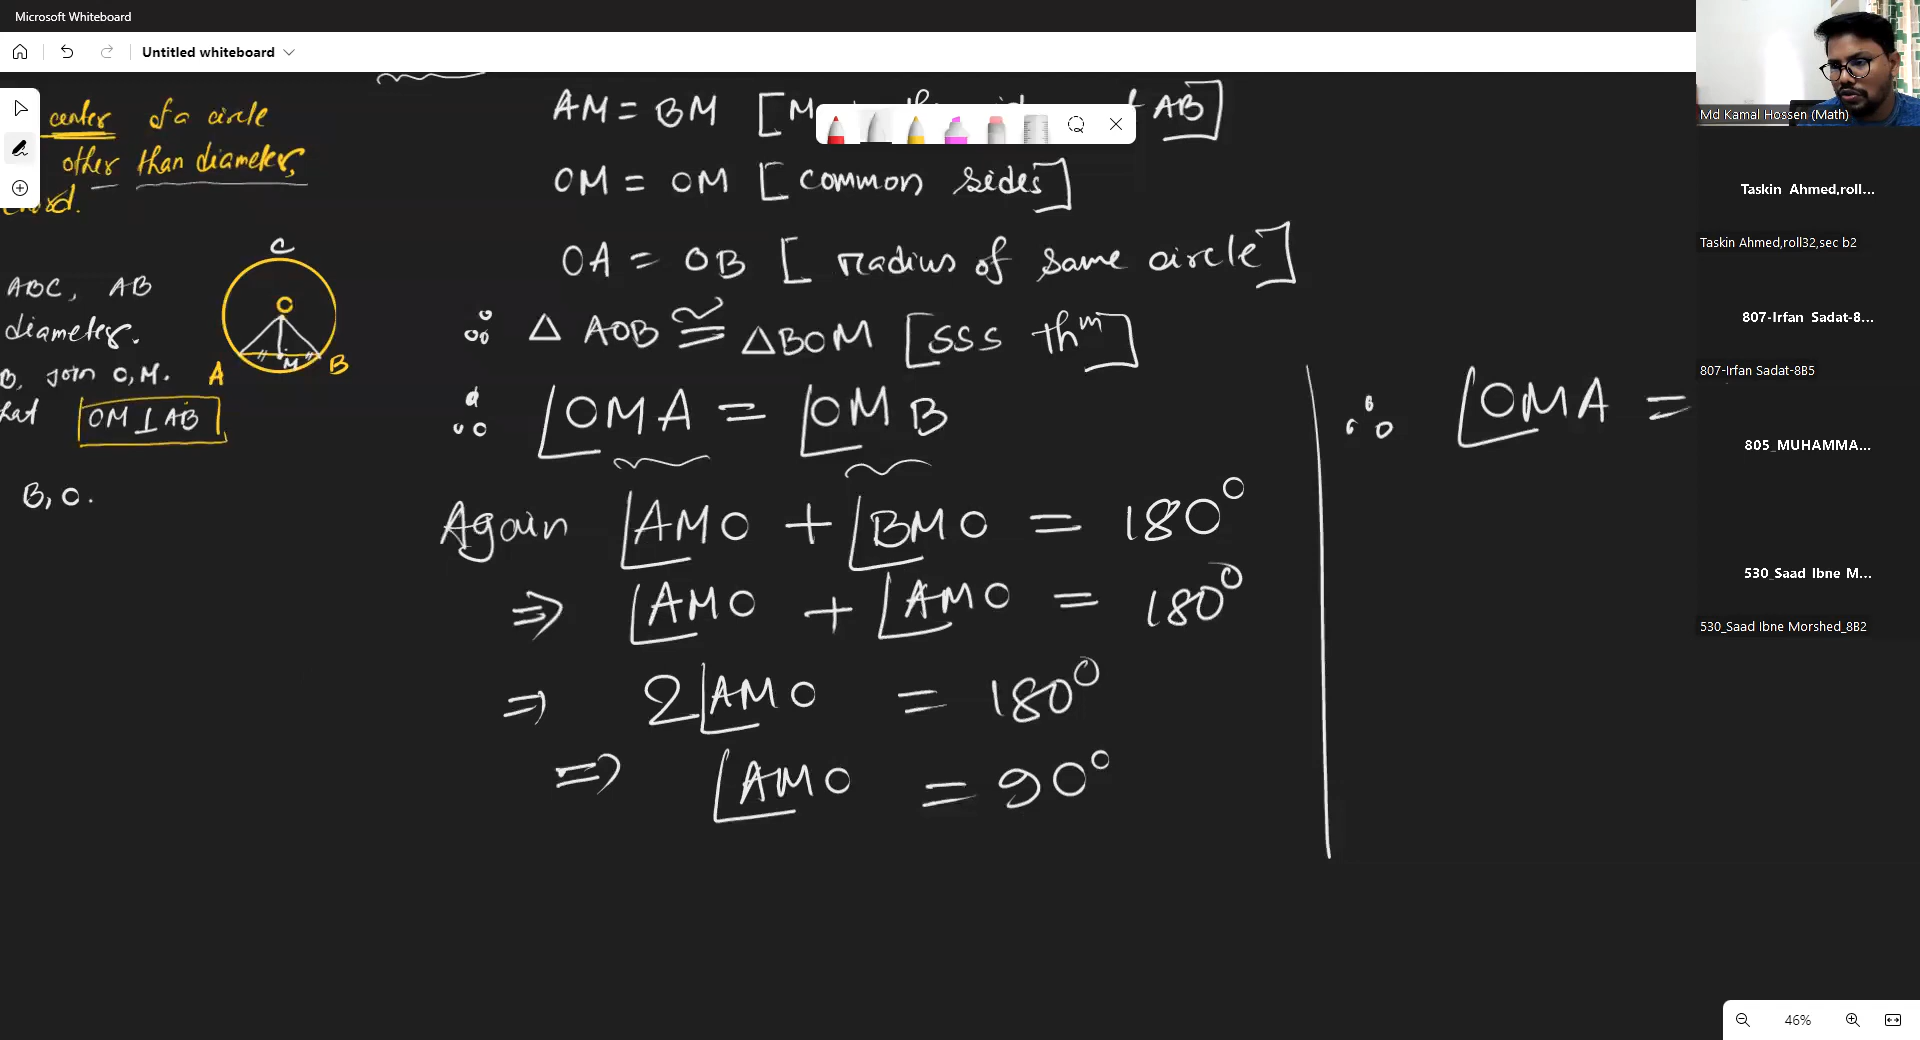 Microsoft Whiteboard
Untitled whiteboard
center of a circle
other than diameter,
chord.
ABC, AB
diameter.
B, join O, M.
hat OM⊥AB
B, O.
C
O
A M B
AM = BM [M AB]
OM = OM [common sides]
OA = OB [radius of same circle]
∴ △ AOB ≅ △BOM [SSS thm]
∴ ∠OMA = ∠OMB
Again ∠AMO + ∠BMO = 180°
⇒ ∠AMO + ∠AMO = 180°
⇒ 2∠AMO = 180°
⇒ ∠AMO = 90°
∴ ∠OMA =
Md Kamal Hossen (Math)
Taskin Ahmed,roll...
Taskin Ahmed,roll32,sec b2
807-Irfan Sadat-8...
807-Irfan Sadat-8B5
805_MUHAMMA...
530_Saad Ibne M...
530_Saad Ibne Morshed_8B2
46%